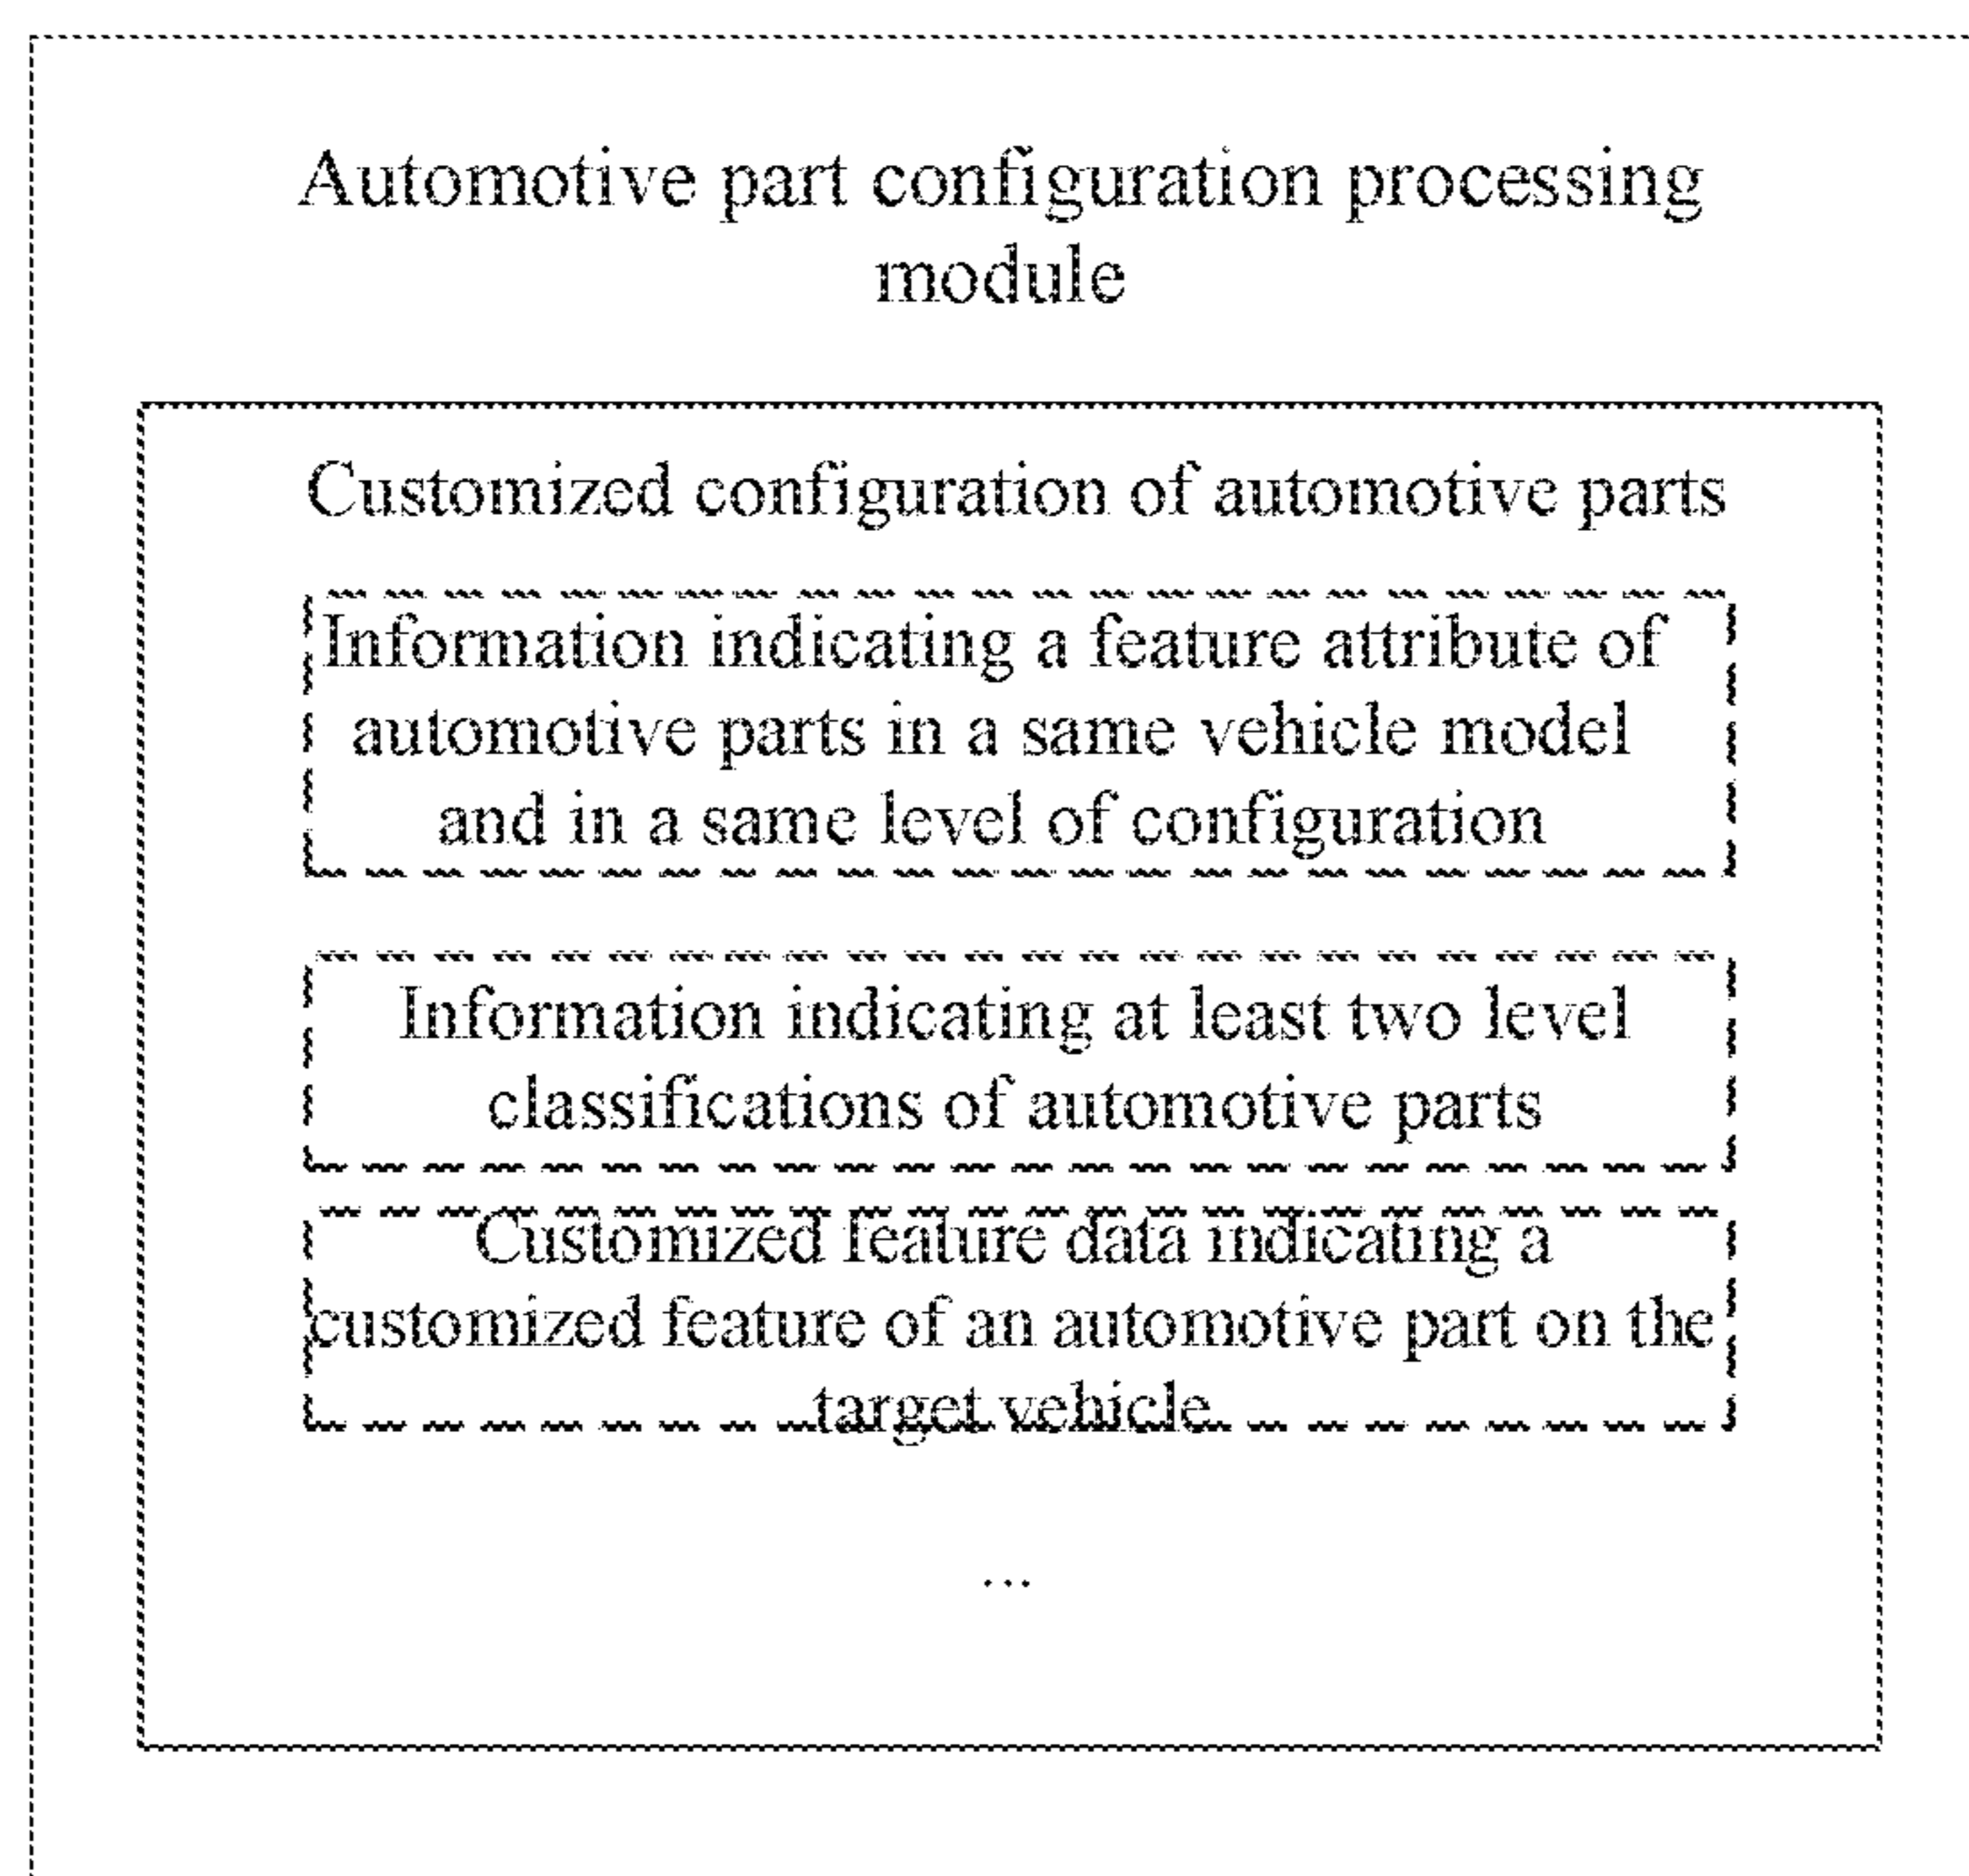 Automotive part configuration processing
module
Customized configuration of automotive parts
Information indicating a feature attribute of
automotive parts in a same vehicle model
and in a same level of configuration
Information indicating at least two level
classifications of automotive parts
Customized feature data indicating a
customized feature of an automotive part on the
target vehicle
...